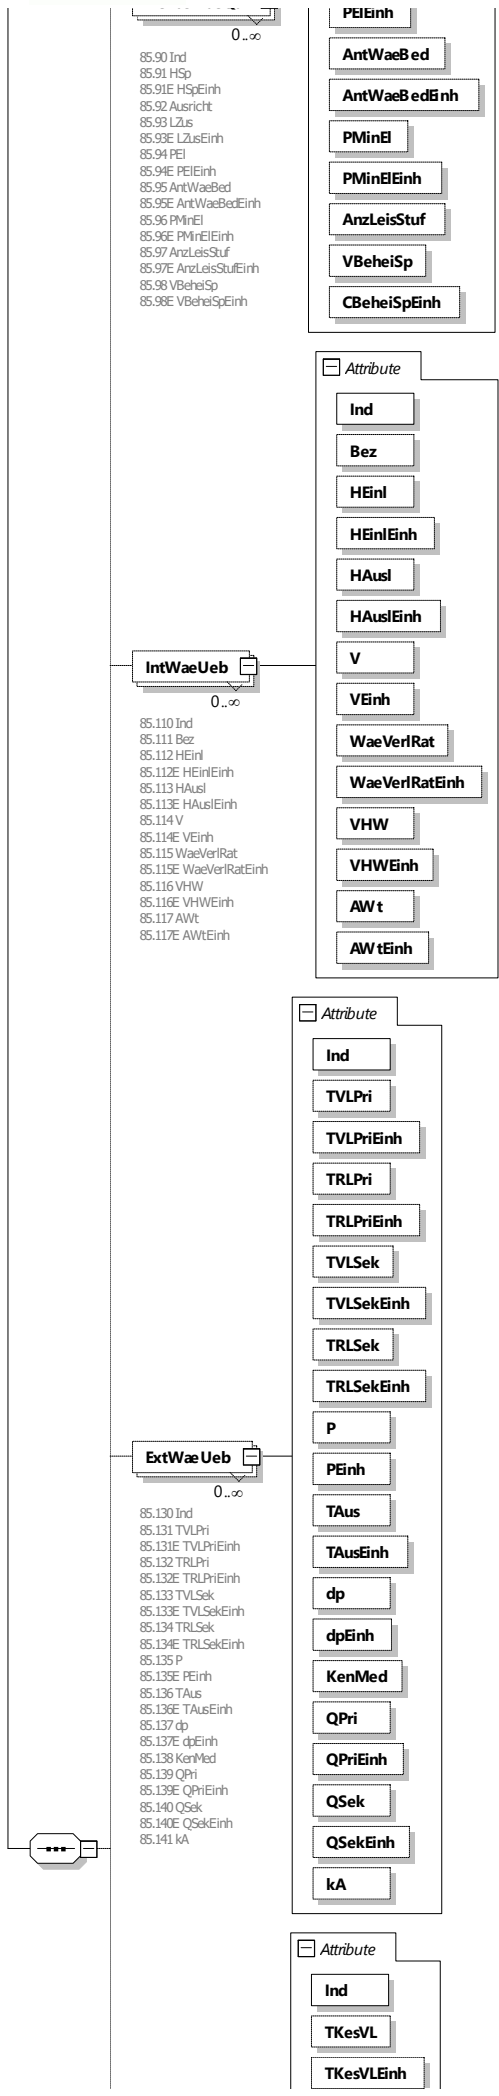 PElEinh
0..∞
AntWaeBed
AntWaeBedEinh
PMinEl
PMinElEinh
AnzLeisStuf
VBeheiSp
CBeheiSpEinh
85.90 Ind
85.91 HSp
85.91E HSpEinh
85.92 Ausricht
85.93 LZus
85.93E LZusEinh
85.94 PEl
85.94E PElEinh
85.95 AntWaeBed
85.95E AntWaeBedEinh
85.96 PMinEl
85.96E PMinElEinh
85.97 AnzLeisStuf
85.97E AnzLeisStufEinh
85.98 VBeheiSp
85.98E VBeheiSpEinh
Attribute
Ind
Bez
HEinl
HEinlEinh
HAusl
HAuslEinh
V
VEinh
WaeVerlRat
WaeVerlRatEinh
VHW
VHWEinh
AWt
AWtEinh
IntWaeUeb
0..∞
85.110 Ind
85.111 Bez
85.112 HEinl
85.112E HEinlEinh
85.113 HAusl
85.113E HAuslEinh
85.114 V
85.114E VEinh
85.115 WaeVerlRat
85.115E WaeVerlRatEinh
85.116 VHW
85.116E VHWEinh
85.117 AWt
85.117E AWtEinh
Attribute
Ind
TVLPri
TVLPriEinh
TRLPri
TRLPriEinh
TVLSek
TVLSekEinh
TRLSek
TRLSekEinh
P
PEinh
TAus
TAusEinh
dp
dpEinh
KenMed
QPri
QPriEinh
QSek
QSekEinh
kA
ExtWaeUeb
0..∞
85.130 Ind
85.131 TVLPri
85.131E TVLPriEinh
85.132 TRLPri
85.132E TRLPriEinh
85.133 TVLSek
85.133E TVLSekEinh
85.134 TRLSek
85.134E TRLSekEinh
85.135 P
85.135E PEinh
85.136 TAus
85.136E TAusEinh
85.137 dp
85.137E dpEinh
85.138 KenMed
85.139 QPri
85.139E QPriEinh
85.140 QSek
85.140E QSekEinh
85.141 kA
Attribute
Ind
TKesVL
TKesVLEinh